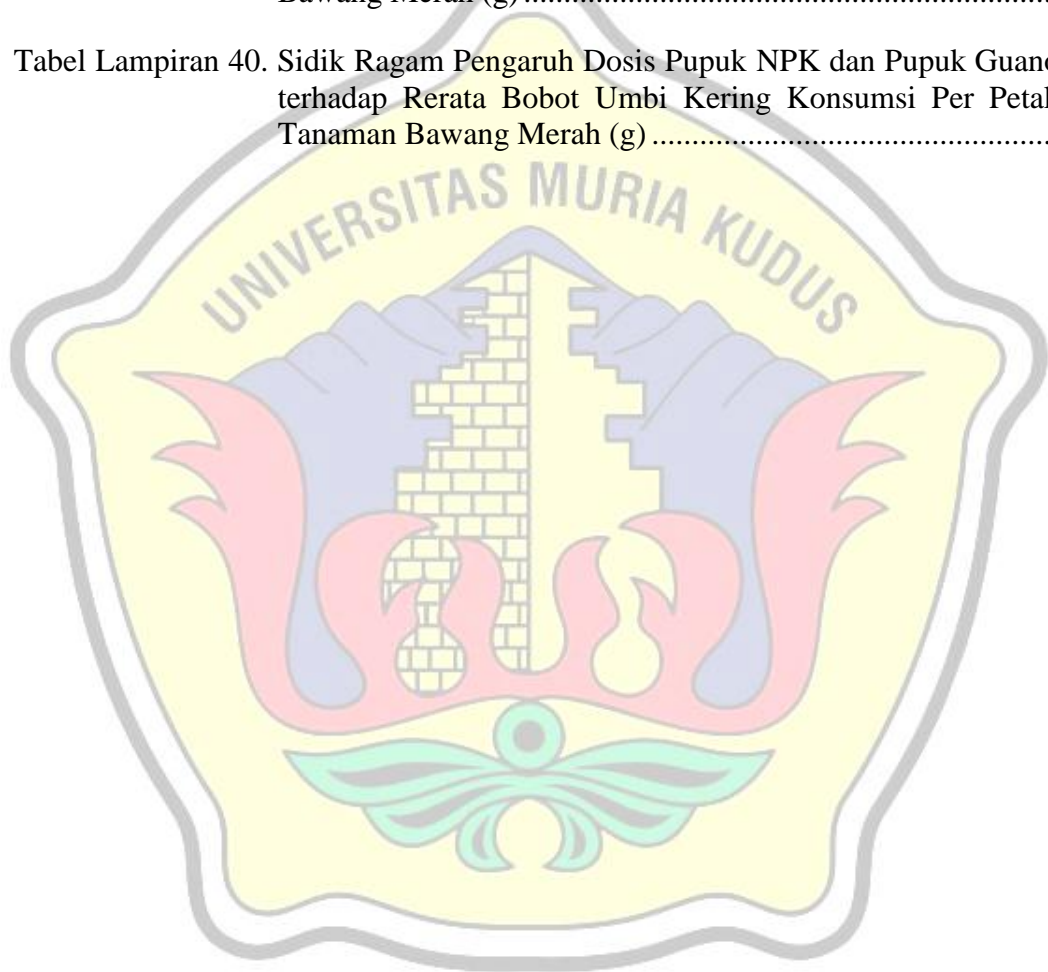 Bawang Merah (g) ....................................................................
Tabel Lampiran 40. Sidik Ragam Pengaruh Dosis Pupuk NPK dan Pupuk Guano
terhadap Rerata Bobot Umbi Kering Konsumsi Per Petak
Tanaman Bawang Merah (g) ....................................................
UNIVERSITAS MURIA KUDUS